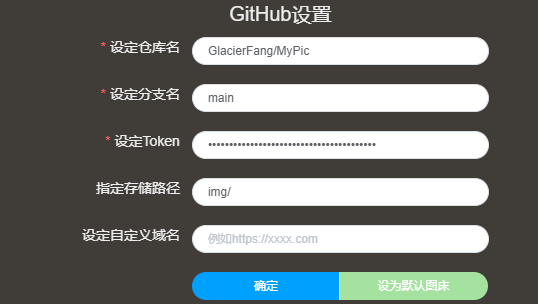 GitHub设置
* 设定仓库名 GlacierFang/MyPic
* 设定分支名 main
* 设定Token ••••••••••••••••••••••••••••••••••••••••
指定存储路径 img/
设定自定义域名 例如https://xxxx.com
确定 设为默认图床